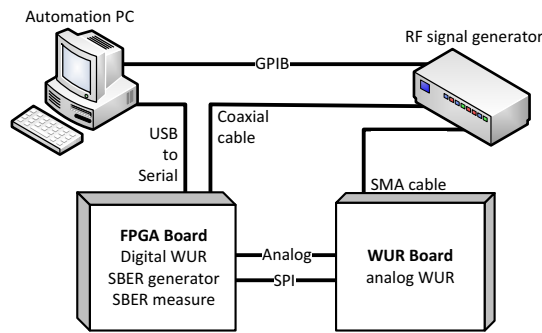 Automation PC
RF signal generator
GPIB
Coaxial
cable
USB
to
Serial
SMA cable
FPGA Board
Digital WUR
SBER generator
SBER measure
Analog
SPI
WUR Board
analog WUR